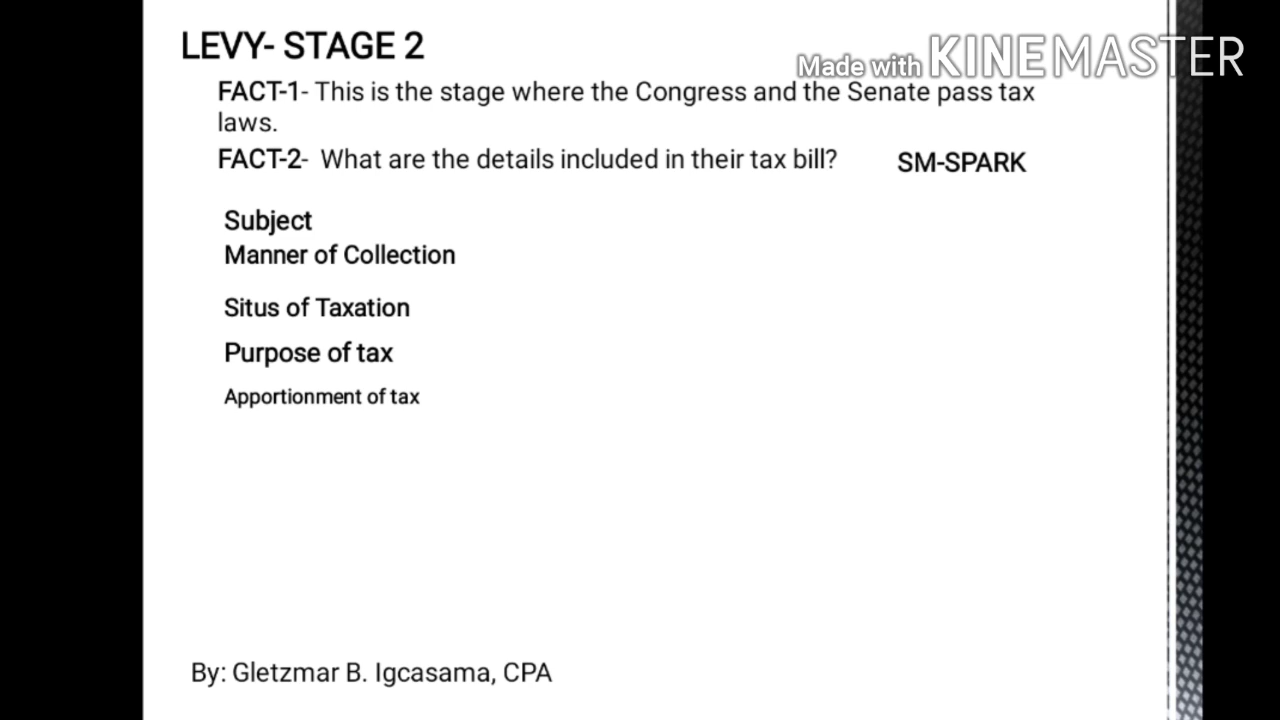 LEVY- STAGE 2
Made with KINEMASTER
FACT-1- This is the stage where the Congress and the Senate pass tax
laws.
FACT-2- What are the details included in their tax bill? SM-SPARK
Subject
Manner of Collection
Situs of Taxation
Purpose of tax
Apportionment of tax
By: Gletzmar B. Igcasama, CPA